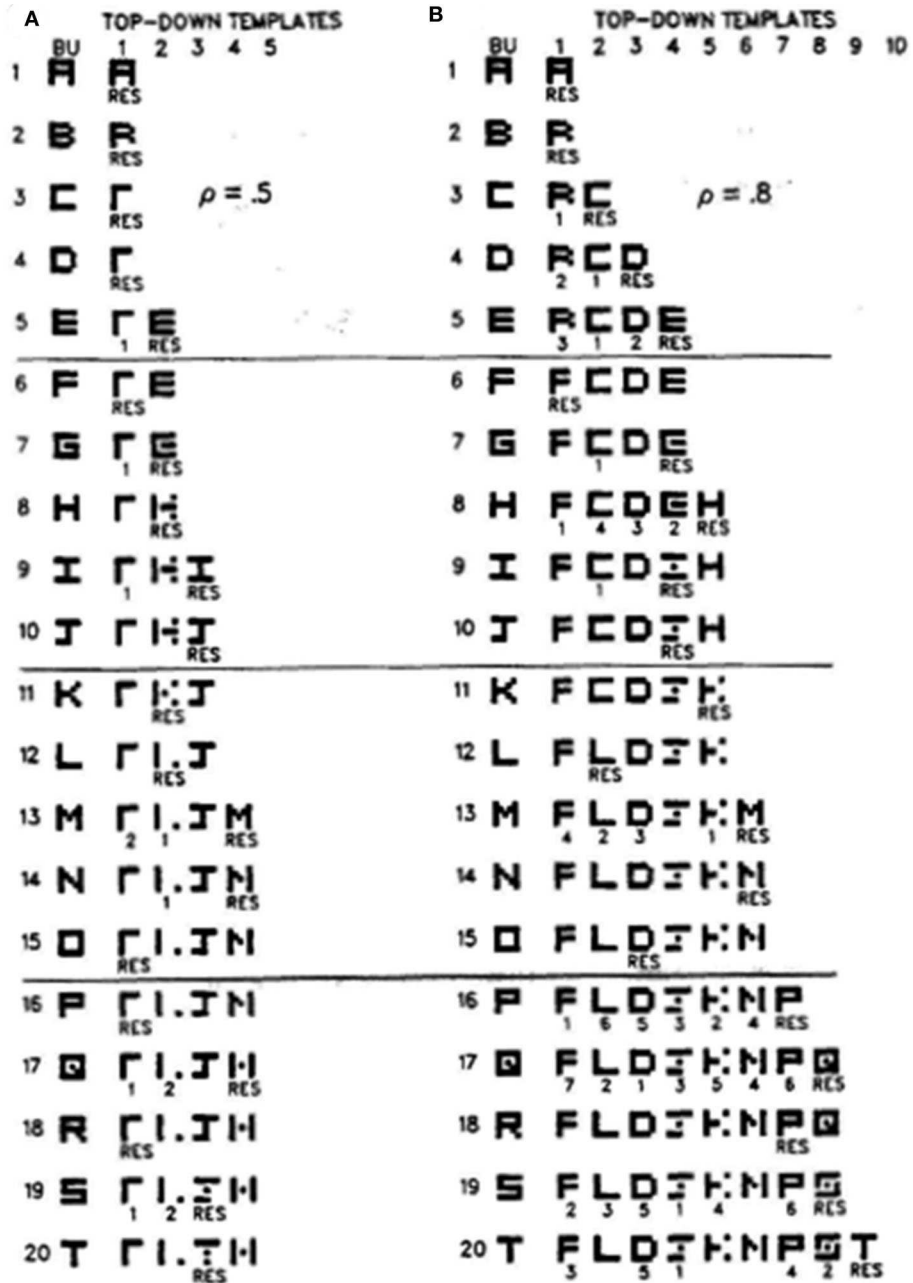 A
TOP-DOWN TEMPLATES
BU 1 2 3 4 5
1 A A
RES
2 B R
RES
3 C Γ ρ = .5
RES
4 D Γ
RES
5 E Γ E
1 RES
6 F Γ E
RES
7 G Γ
1 RES
8 H Γ
RES
9 I Γ I
1 RES
10 J Γ J
RES
11 K Γ J
RES
12 L Γ J
RES
13 M Γ J M
2 1 RES
14 N Γ J N
1 RES
15 O Γ J
RES
16 P Γ J
RES
17 Q Γ J
1 2 RES
18 R Γ J
RES
19 S Γ
1 2 RES
20 T Γ
RES
B
TOP-DOWN TEMPLATES
BU 1 2 3 4 5 6 7 8 9 10
1 A A
RES
2 B R
RES
3 C R C ρ = .8
1 RES
4 D R C D
2 1 RES
5 E R C D E
3 1 2 RES
6 F F C D E
RES
7 G F C D
1 RES
8 H F C D H
1 4 3 2 RES
9 I F C D H
1 RES
10 J F C D H
RES
11 K F C D
RES
12 L F L D
RES
13 M F L D M
4 2 3 1 RES
14 N F L D N
RES
15 O F L D N
RES
16 P F L D N P
1 6 5 3 2 4 RES
17 Q F L D N P Q
7 2 1 3 5 4 6 RES
18 R F L D N P Q
RES
19 S F L D N P
2 3 5 1 4 6 RES
20 T F L D N P T
3 5 1 4 2 RES